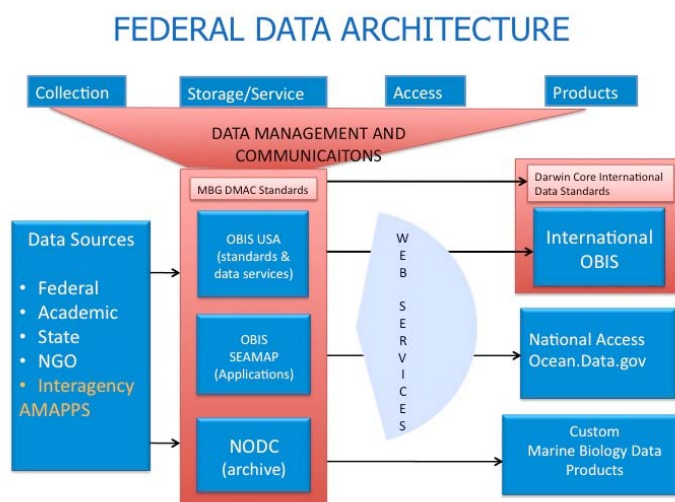 FEDERAL DATA ARCHITECTURE
Collection
Storage/Service
Access
Products
DATA MANAGEMENT AND
COMMUNICAITONS
MBG DMAC Standards
Darwin Core International
Data Standards
Data Sources
• Federal
• Academic
• State
• NGO
• Interagency
AMAPPS
OBIS USA
(standards &
data services)
OBIS
SEAMAP
(Applications)
NODC
(archive)
WEB SERVICES
International
OBIS
National Access
Ocean.Data.gov
Custom
Marine Biology Data
Products